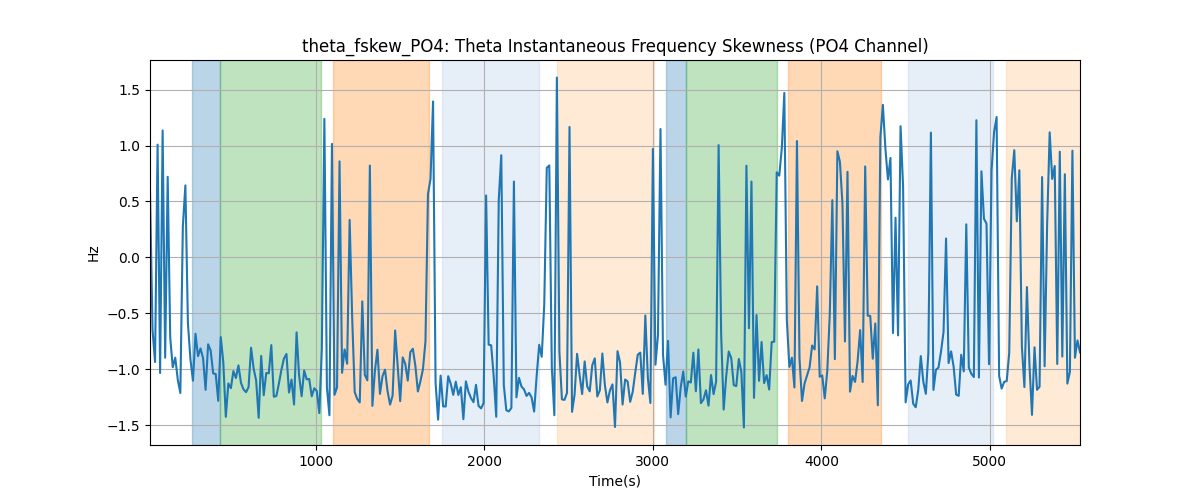 theta_fskew_PO4: Theta Instantaneous Frequency Skewness (PO4 Channel)
1.5
1.0
0.5
0.0
−0.5
−1.0
−1.5
Hz
1000 2000 3000 4000 5000
Time(s)